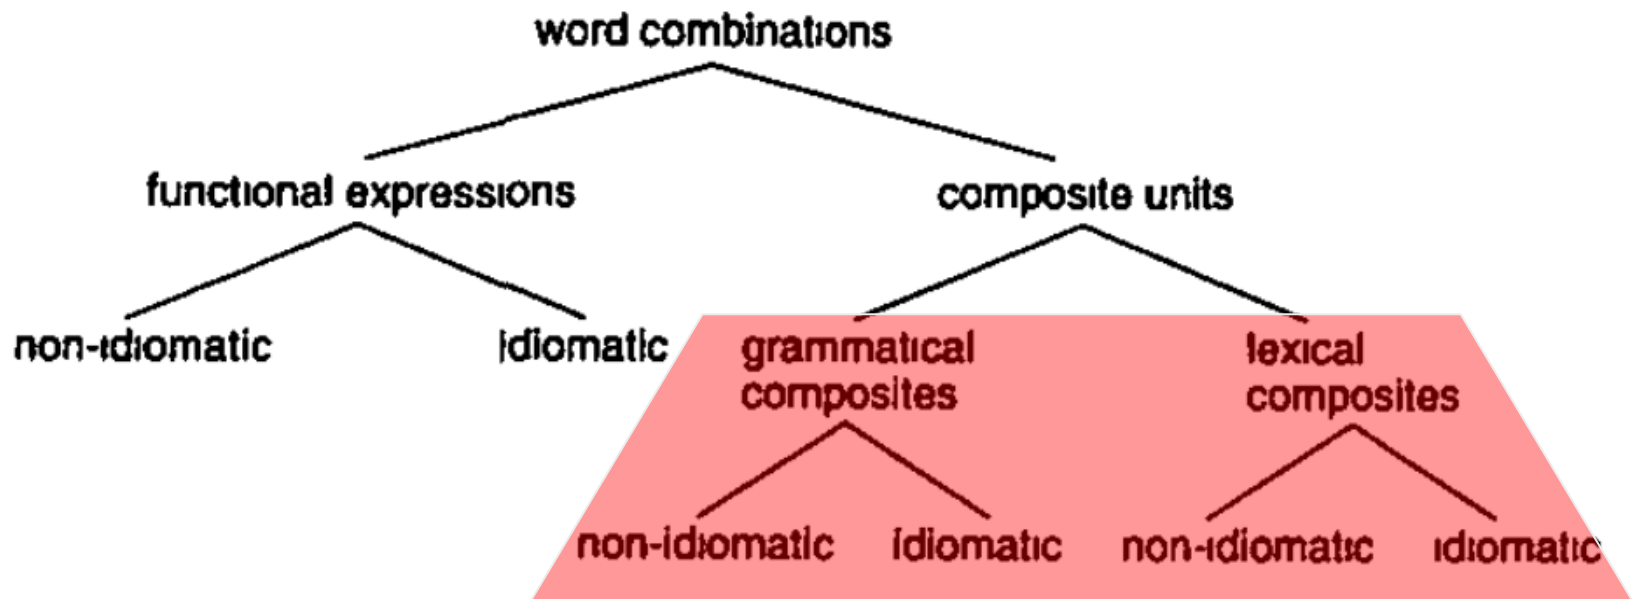 word combinations
functional expressions composite units
non-idiomatic idiomatic grammatical composites lexical composites
non-idiomatic idiomatic non-idiomatic idiomatic